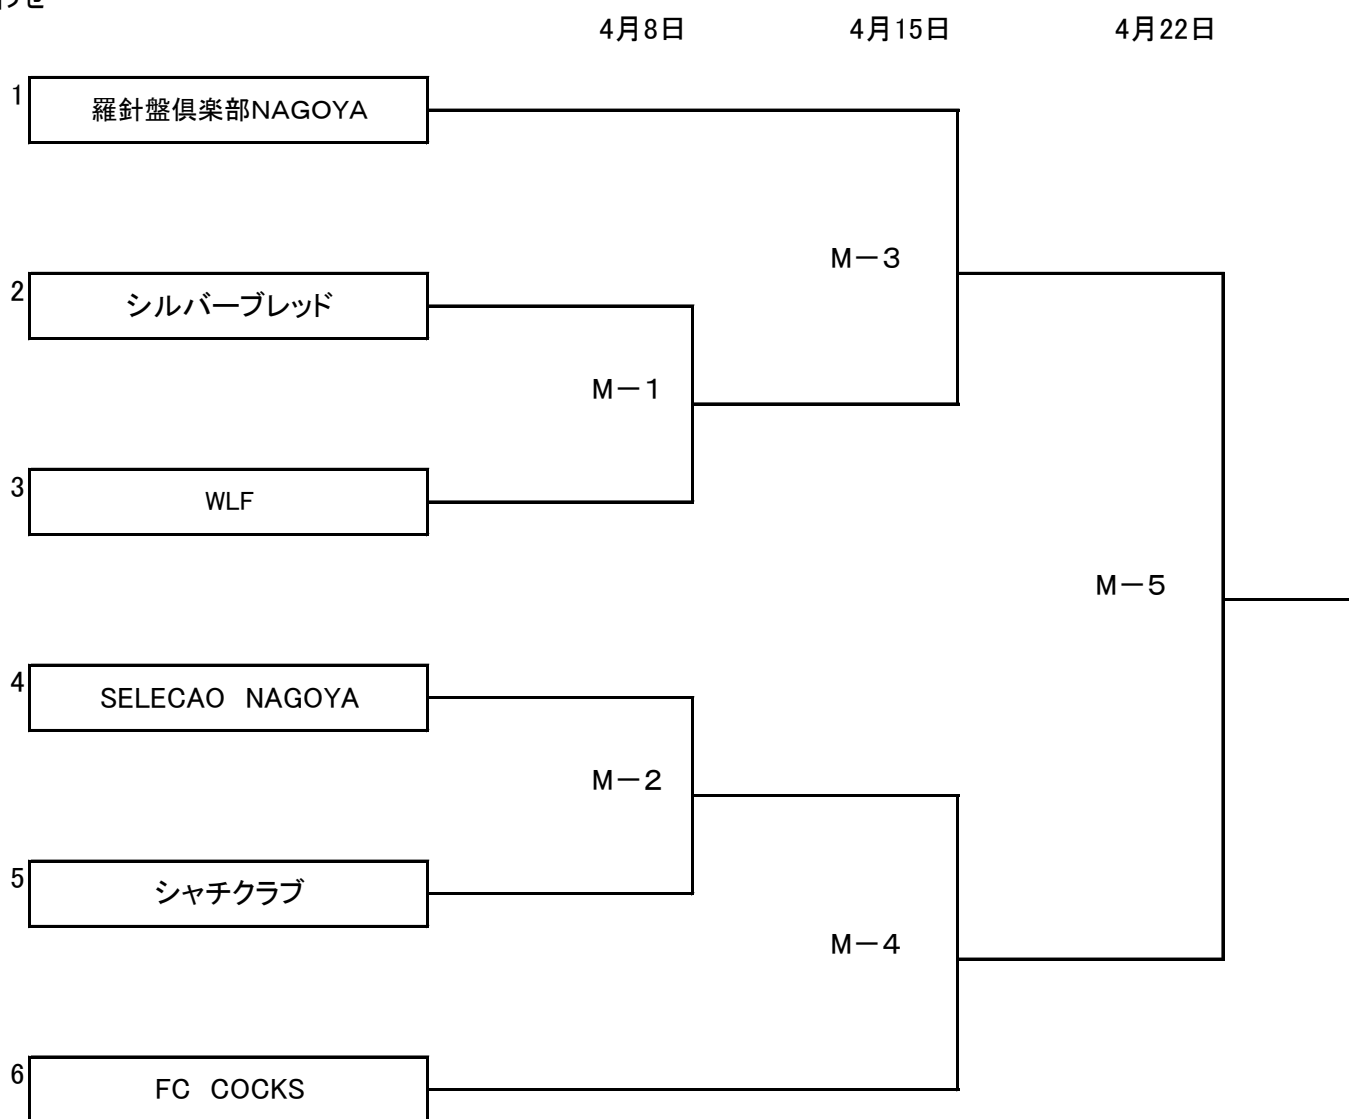 4月8日 4月15日 4月22日
1 羅針盤倶楽部NAGOYA
M－3
2 シルバーブレッド
M－1
3 WLF
M－5
4 SELECAO　NAGOYA
M－2
5 シャチクラブ
M－4
6 FC　COCKS